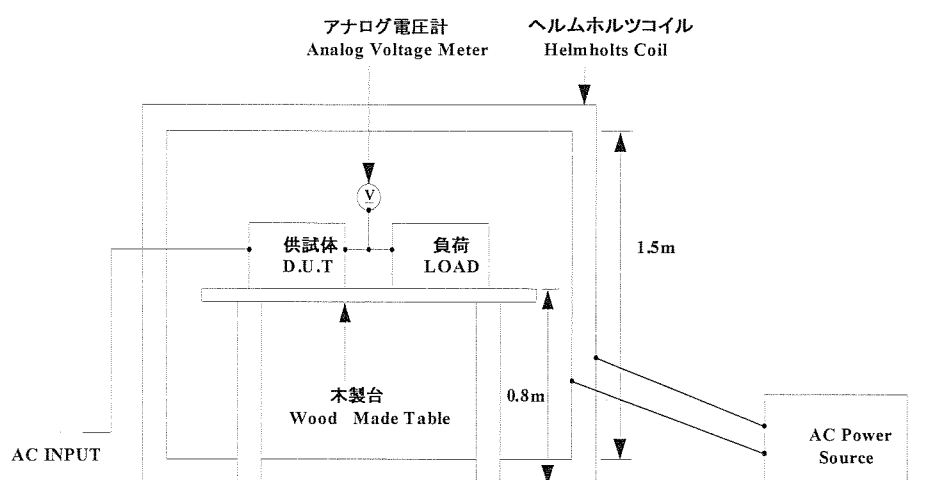 アナログ電圧計
Analog Voltage Meter
ヘルムホルツコイル
Helmholts Coil
V
供試体
D.U.T
負荷
LOAD
1.5m
木製台
Wood Made Table
0.8m
AC INPUT
AC Power
Source